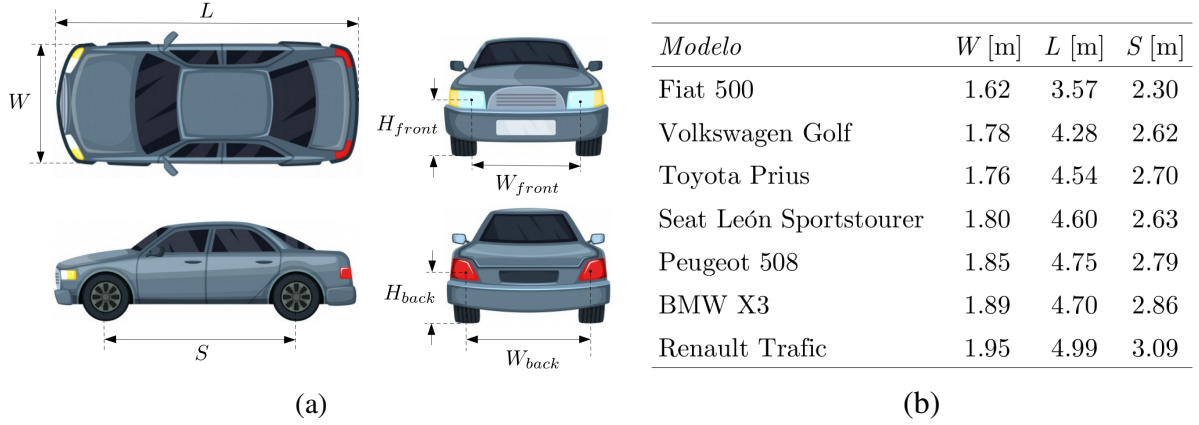 L
W
H_front
W_front
S
H_back
W_back
(a)
Modelo W [m] L [m] S [m]
Fiat 500 1.62 3.57 2.30
Volkswagen Golf 1.78 4.28 2.62
Toyota Prius 1.76 4.54 2.70
Seat León Sportstourer 1.80 4.60 2.63
Peugeot 508 1.85 4.75 2.79
BMW X3 1.89 4.70 2.86
Renault Trafic 1.95 4.99 3.09
(b)